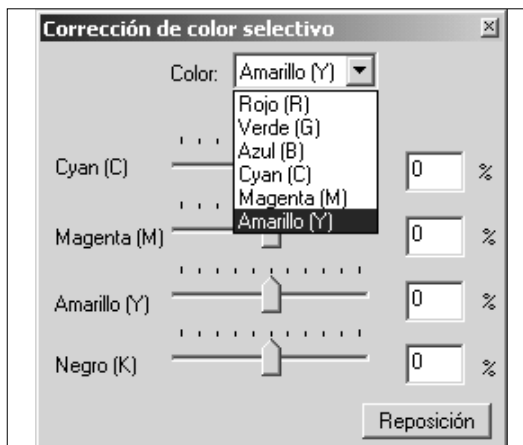 Corrección de color selectivo
Color: Amarillo (Y)
Rojo (R)
Verde (G)
Azul (B)
Cyan (C)
Magenta (M)
Amarillo (Y)
Cyan (C) 0 %
Magenta (M) 0 %
Amarillo (Y) 0 %
Negro (K) 0 %
Reposición